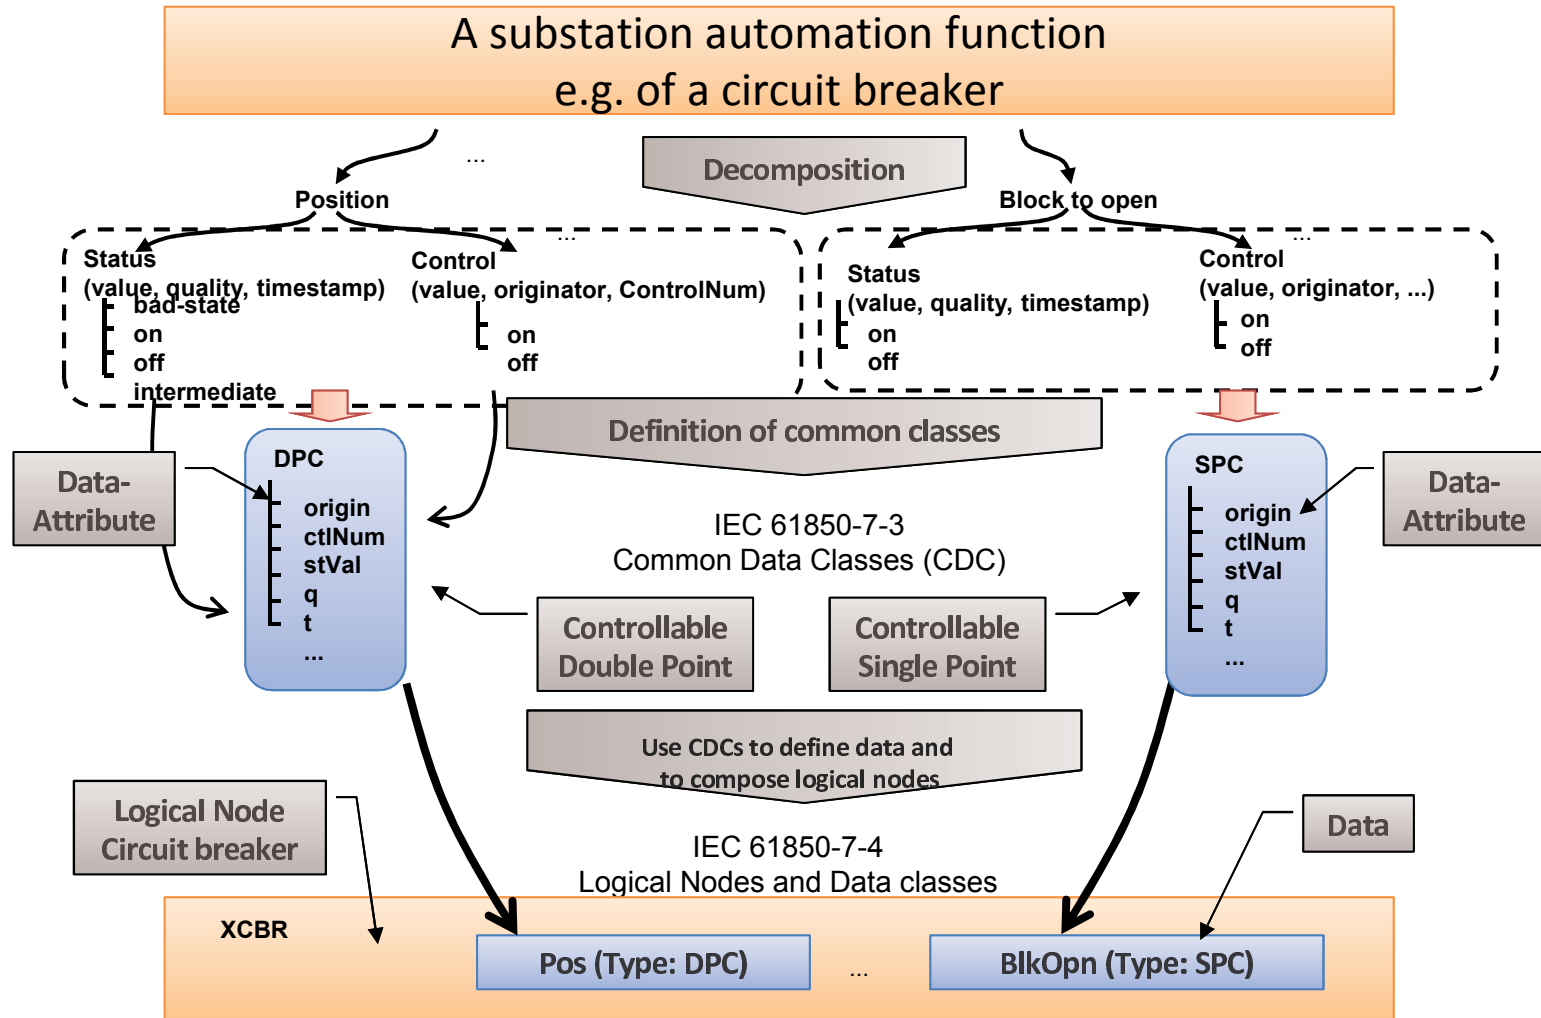 A substation automation function
e.g. of a circuit breaker
...
Decomposition
Position
Block to open
...
Status
(value, quality, timestamp)
bad-state
on
off
intermediate
Control
(value, originator, ControlNum)
on
off
Status
(value, quality, timestamp)
on
off
...
Control
(value, originator, ...)
on
off
Definition of common classes
Data-
Attribute
DPC
origin
ctlNum
stVal
q
t
...
IEC 61850-7-3
Common Data Classes (CDC)
SPC
origin
ctlNum
stVal
q
t
...
Data-
Attribute
Controllable
Double Point
Controllable
Single Point
Use CDCs to define data and
to compose logical nodes
Logical Node
Circuit breaker
Data
IEC 61850-7-4
Logical Nodes and Data classes
XCBR
Pos (Type: DPC)
...
BlkOpn (Type: SPC)